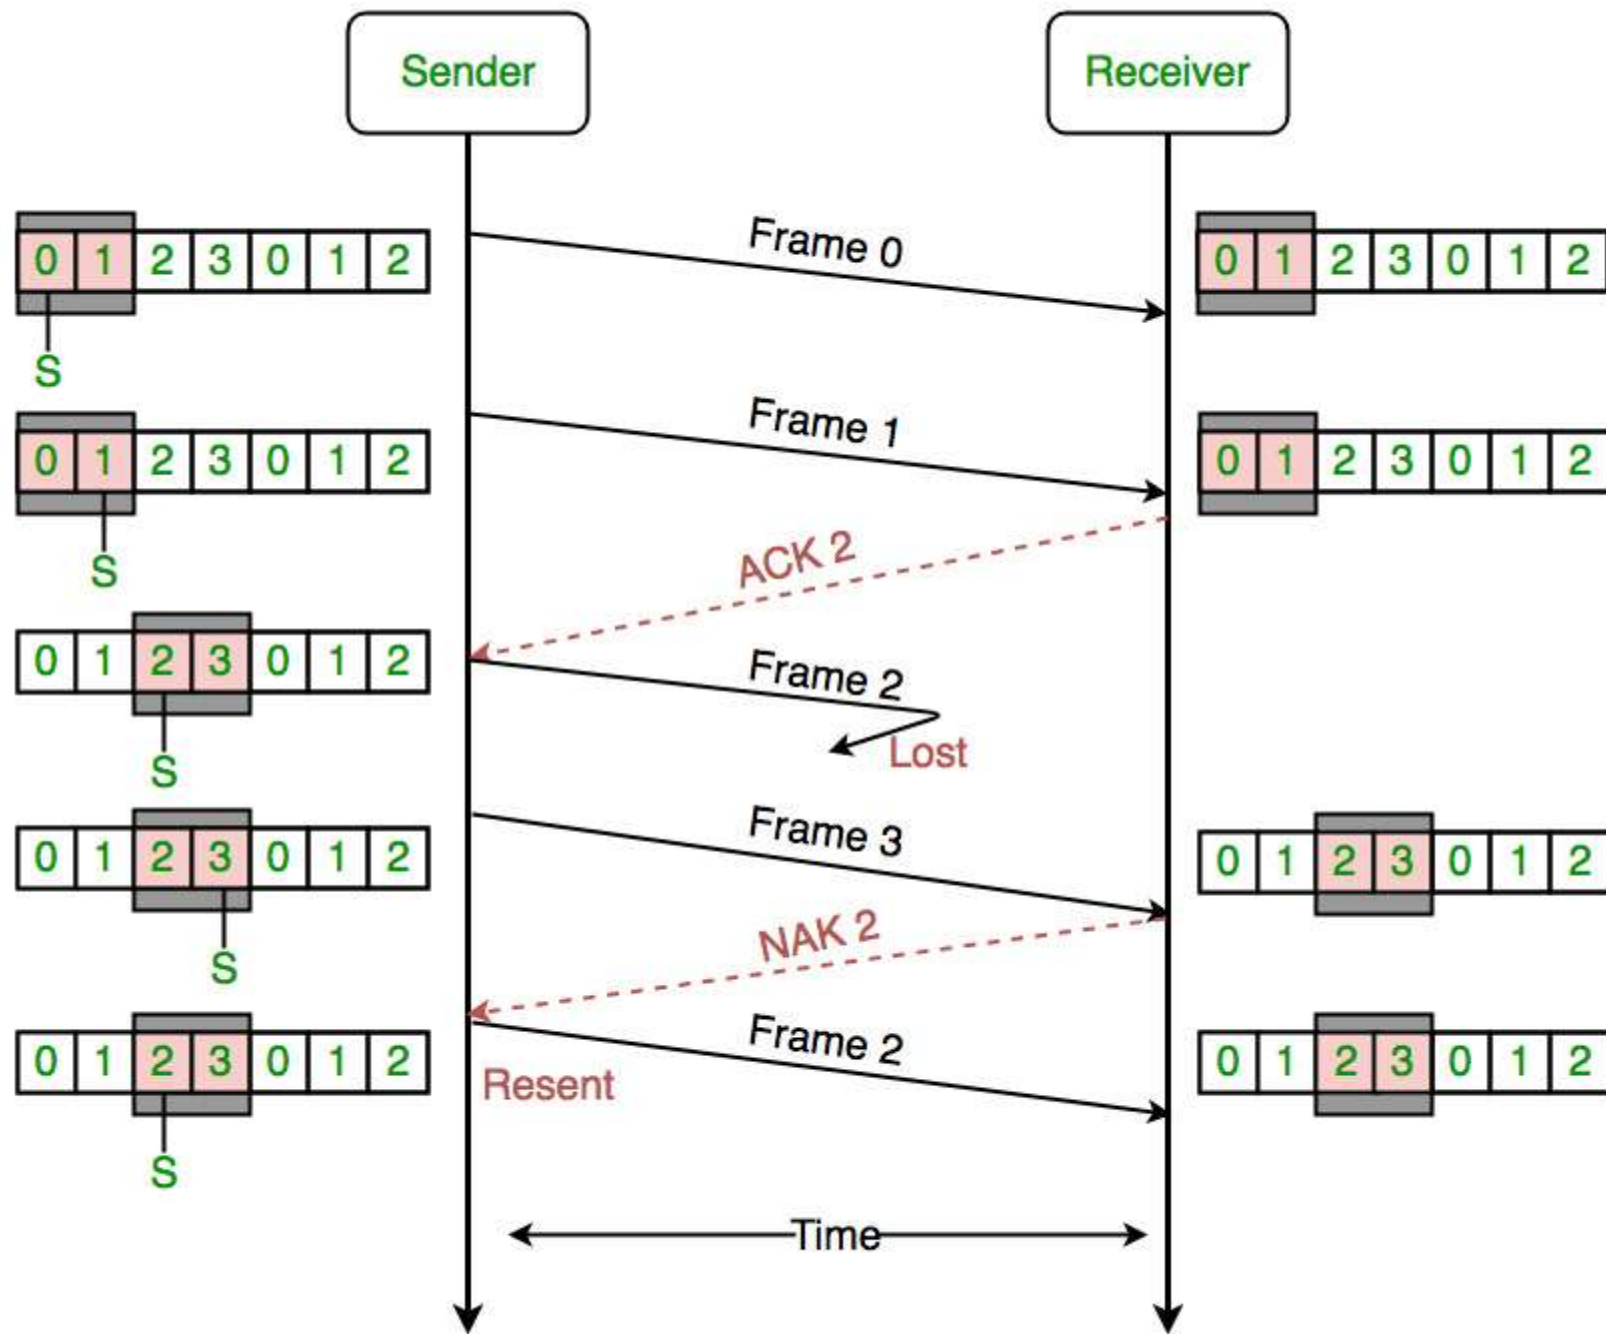 Sender
Receiver
Frame 0
0 1 2 3 0 1 2
0 1 2 3 0 1 2
S
Frame 1
0 1 2 3 0 1 2
0 1 2 3 0 1 2
S
ACK 2
0 1 2 3 0 1 2
Frame 2
Lost
S
Frame 3
0 1 2 3 0 1 2
0 1 2 3 0 1 2
NAK 2
S
Frame 2
0 1 2 3 0 1 2
0 1 2 3 0 1 2
Resent
S
Time